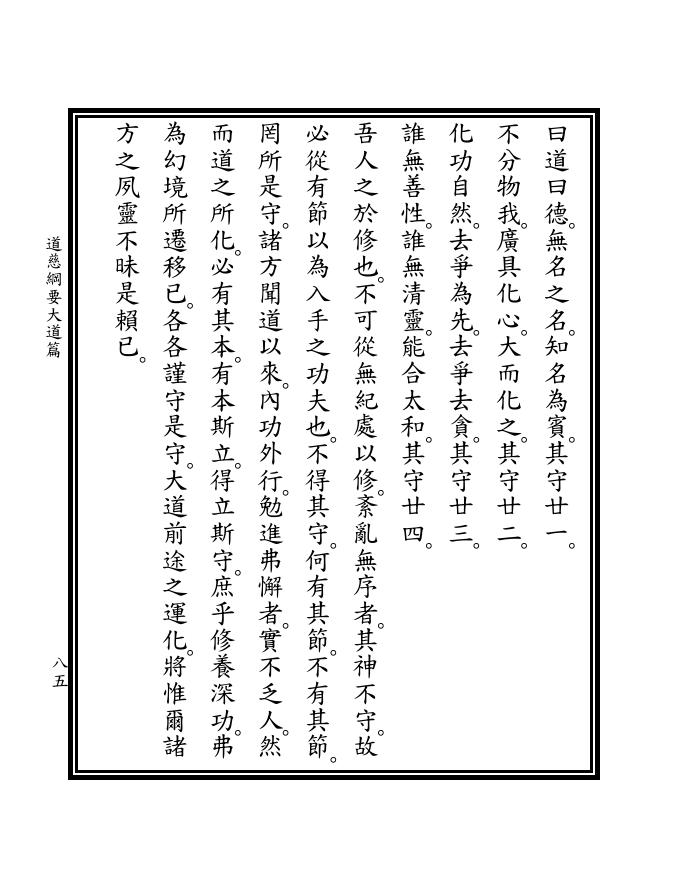 曰道曰德。無名之名。知名為賓。其守廿一。
不分物我。廣具化心。大而化之。其守廿二。
化功自然。去爭為先。去爭去貪。其守廿三。
誰無善性。誰無清靈。能合太和。其守廿四。
吾人之於修也。不可從無紀處以修。紊亂無序者。其神不守。故
必從有節以為入手之功夫也。不得其守。何有其節。不有其節。
罔所是守。諸方聞道以來。內功外行。勉進弗懈者。實不乏人。然
而道之所化。必有其本。有本斯立。得立斯守。庶乎修養深功。弗
為幻境所遷移已。各各謹守是守。大道前途之運化。將惟爾諸
方之夙靈不昧是賴已。
道慈綱要大道篇
八五